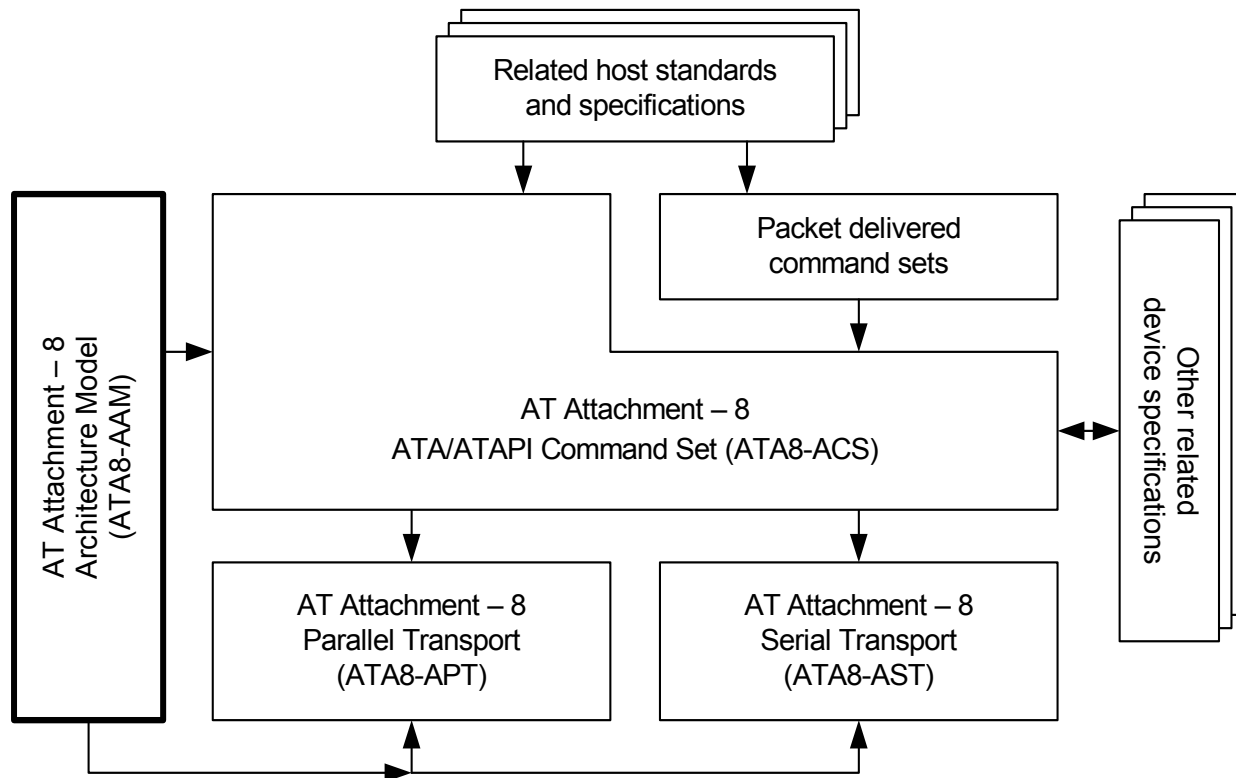 Related host standards
and specifications
Packet delivered
command sets
AT Attachment – 8
Architecture Model
(ATA8-AAM)
AT Attachment – 8
ATA/ATAPI Command Set (ATA8-ACS)
Other related
device specifications
AT Attachment – 8
Parallel Transport
(ATA8-APT)
AT Attachment – 8
Serial Transport
(ATA8-AST)